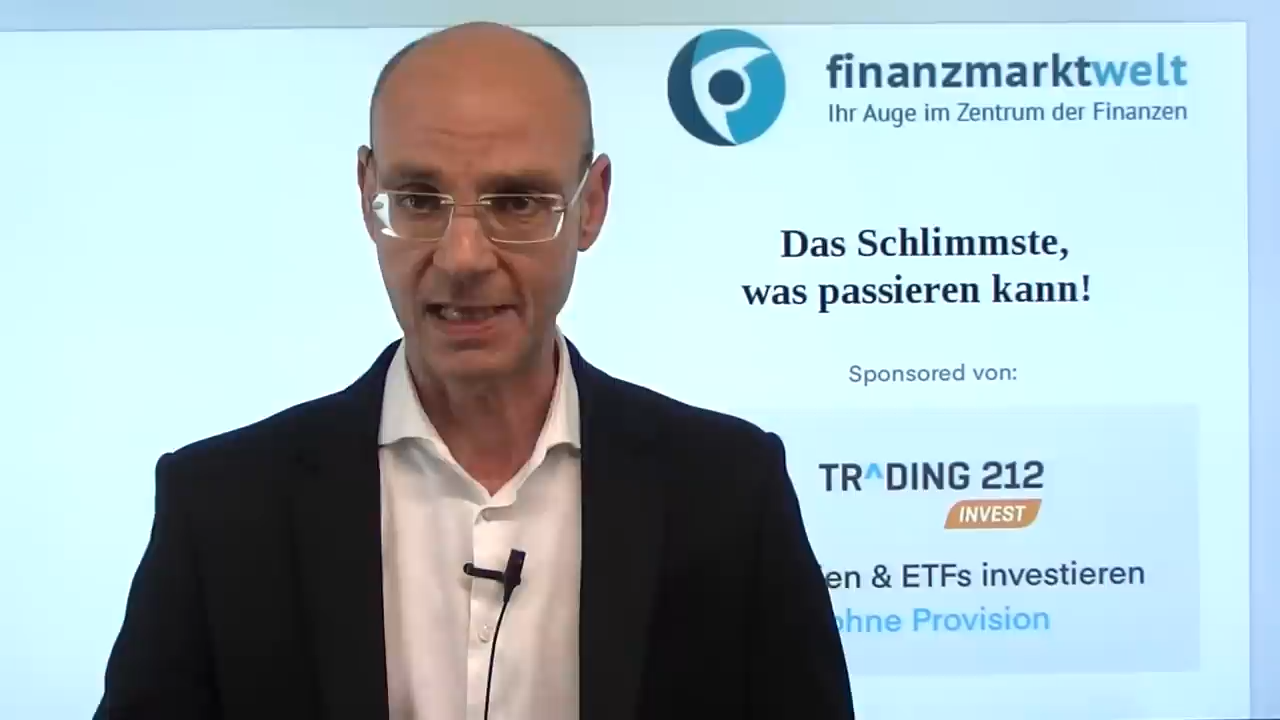 finanzmarktwelt
Ihr Auge im Zentrum der Finanzen
Das Schlimmste,
was passieren kann!
Sponsored von:
TR^DING 212
INVEST
en & ETFs investieren
ohne Provision